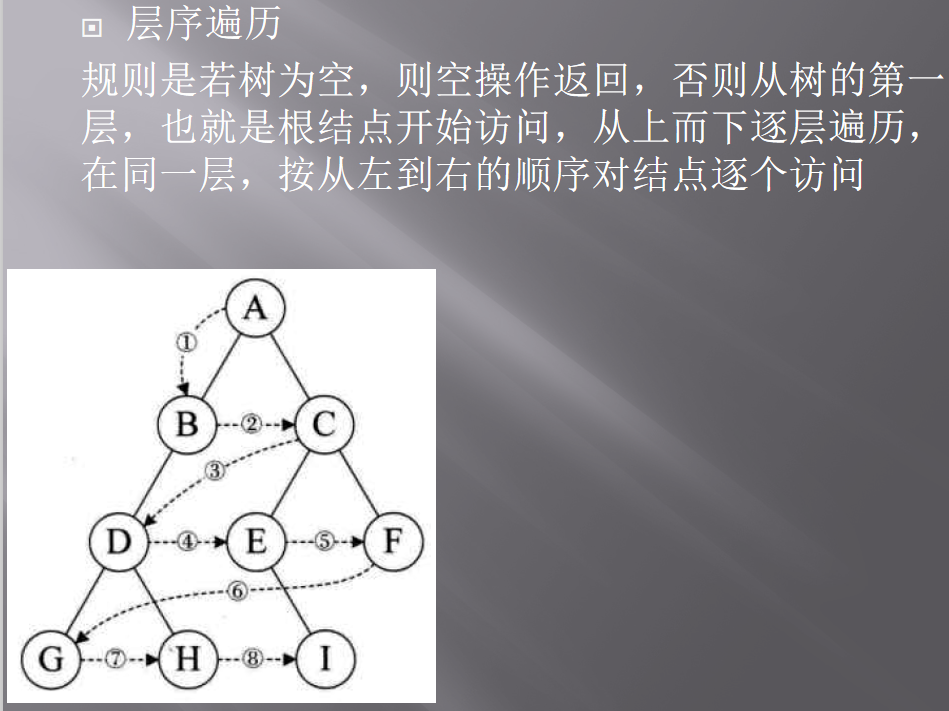 层序遍历
规则是若树为空，则空操作返回，否则从树的第一
层，也就是根结点开始访问，从上而下逐层遍历，
在同一层，按从左到右的顺序对结点逐个访问
A
①
B ② C
③
D ④ E ⑤ F
⑥
G ⑦ H ⑧ I